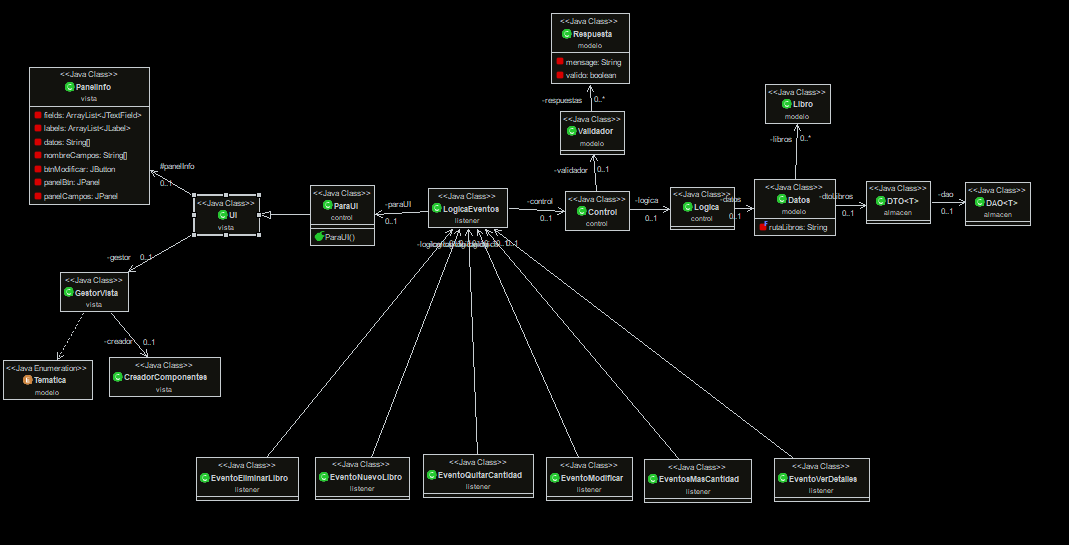 <<Java Class>>
Respuesta
modelo
mensage: String
valido: boolean
-respuestas
0..*
<<Java Class>>
Validador
modelo
-validador
0..1
<<Java Class>>
PanelInfo
vista
fields: ArrayList<JTextField>
labels: ArrayList<JLabel>
datos: String[]
nombreCampos: String[]
btnModificar: JButton
panelBtn: JPanel
panelCampos: JPanel
#panelInfo
0..1
<<Java Class>>
UI
vista
<<Java Class>>
ParaUI
control
ParaUI()
-paraUI
0..1
<<Java Class>>
LogicaEventos
listener
-control
0..1
<<Java Class>>
Control
control
-logica
0..1
<<Java Class>>
Logica
control
-datos
0..1
<<Java Class>>
Libro
modelo
-libros
0..*
<<Java Class>>
Datos
modelo
rutaLibros: String
-dtoLibros
0..1
<<Java Class>>
DTO<T>
almacen
-dao
0..1
<<Java Class>>
DAO<T>
almacen
-gestor
0..1
<<Java Class>>
GestorVista
vista
-creador
0..1
<<Java Enumeration>>
Tematica
modelo
<<Java Class>>
CreadorComponentes
vista
<<Java Class>>
EventoEliminarLibro
listener
<<Java Class>>
EventoNuevoLibro
listener
<<Java Class>>
EventoQuitarCantidad
listener
<<Java Class>>
EventoModificar
listener
<<Java Class>>
EventosMasCantidad
listener
<<Java Class>>
EventoVerDetalles
listener